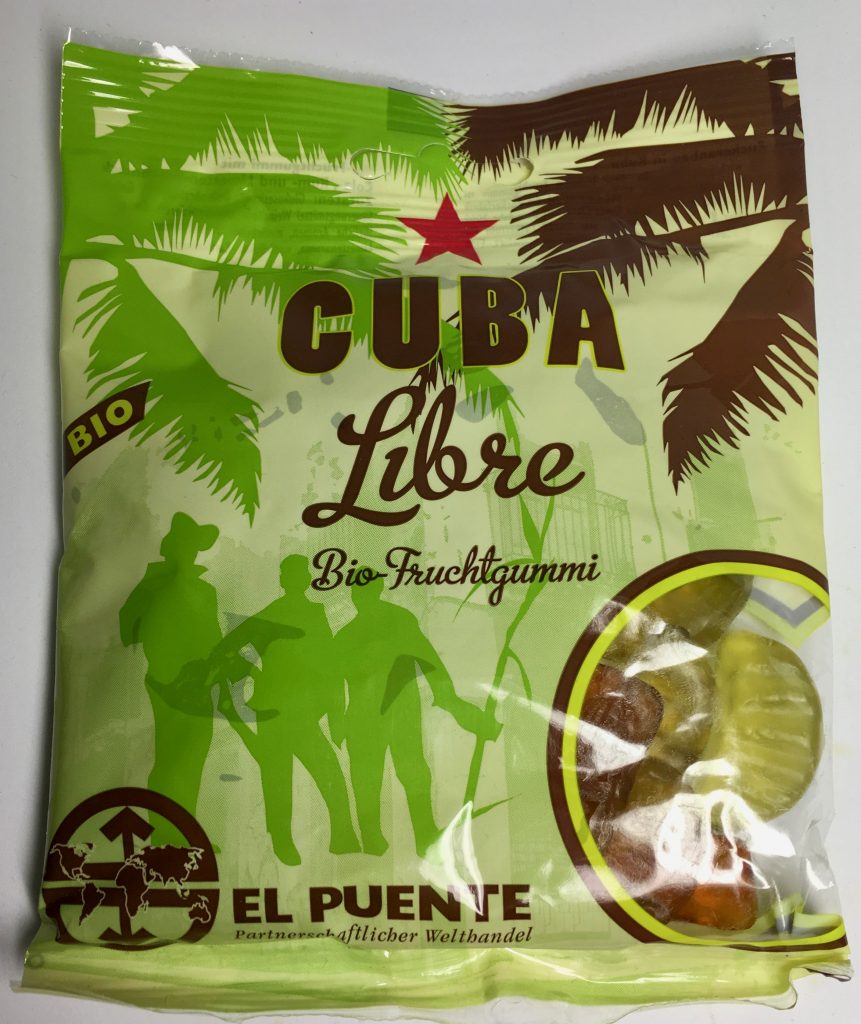 CUBA
Libre
BIO
Bio-Fruchtgummi
EL PUENTE
Partnerschaftlicher Welthandel